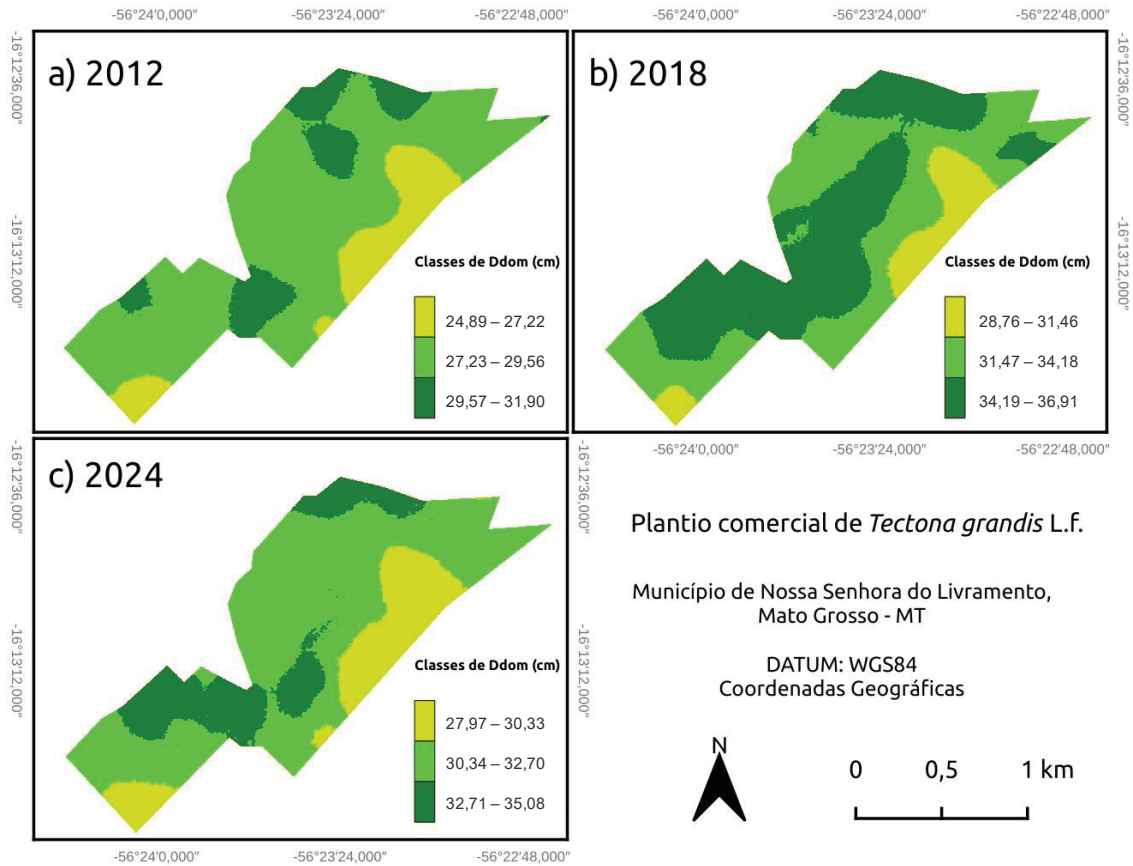 -56°24'0,000" -56°23'24,000" -56°22'48,000" -56°24'0,000" -56°23'24,000" -56°22'48,000"
-16°12'36,000"
-16°13'12,000"
a) 2012
Classes de Ddom (cm)
24,89 – 27,22
27,23 – 29,56
29,57 – 31,90
b) 2018
Classes de Ddom (cm)
28,76 – 31,46
31,47 – 34,18
34,19 – 36,91
-16°12'36,000"
-16°13'12,000"
-56°24'0,000" -56°23'24,000" -56°22'48,000"
-16°12'36,000"
-16°13'12,000"
c) 2024
Classes de Ddom (cm)
27,97 – 30,33
30,34 – 32,70
32,71 – 35,08
-16°12'36,000"
-16°13'12,000"
-56°24'0,000" -56°23'24,000" -56°22'48,000"
Plantio comercial de Tectona grandis L.f.
Município de Nossa Senhora do Livramento,
Mato Grosso - MT
DATUM: WGS84
Coordenadas Geográficas
N
0 0,5 1 km